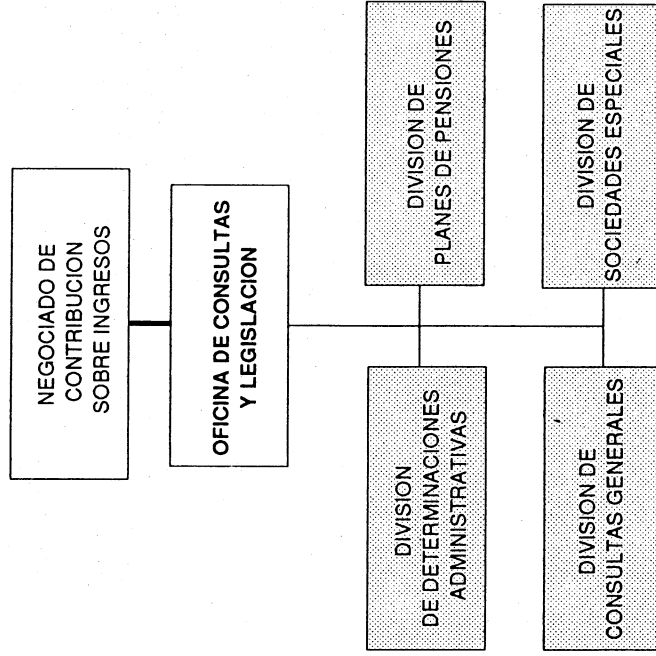 NEGOCIADO DE
CONTRIBUCION
SOBRE INGRESOS
OFICINA DE CONSULTAS
Y LEGISLACION
DIVISION
DE DETERMINACIONES
ADMINISTRATIVAS
DIVISION DE
PLANES DE PENSIONES
DIVISION DE
CONSULTAS GENERALES
DIVISION DE
SOCIEDADES ESPECIALES